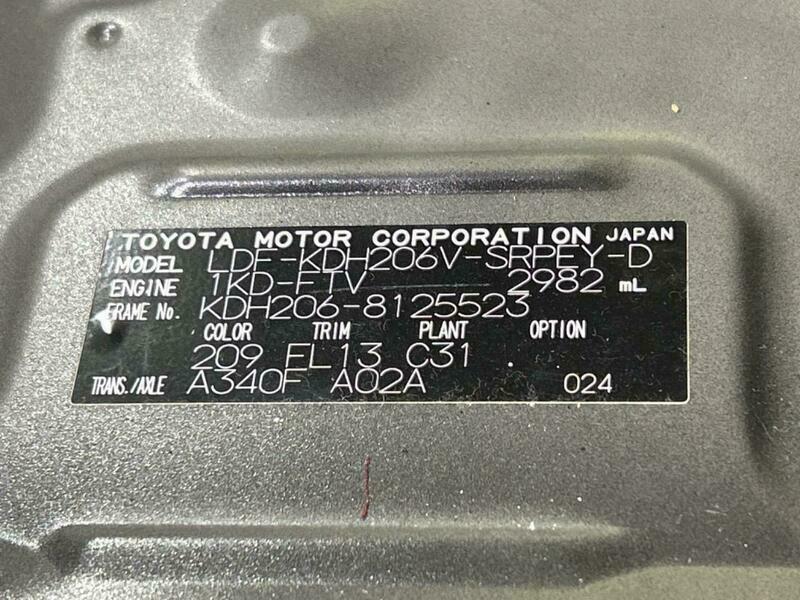 TOYOTA MOTOR CORPORATION JAPAN
MODEL LDF-KDH206V-SRPEY-D
ENGINE 1KD-FTV 2982 mL
FRAME No. KDH206-8125523
COLOR TRIM PLANT OPTION
209 FL13 C31
TRANS./AXLE A340F A02A 024